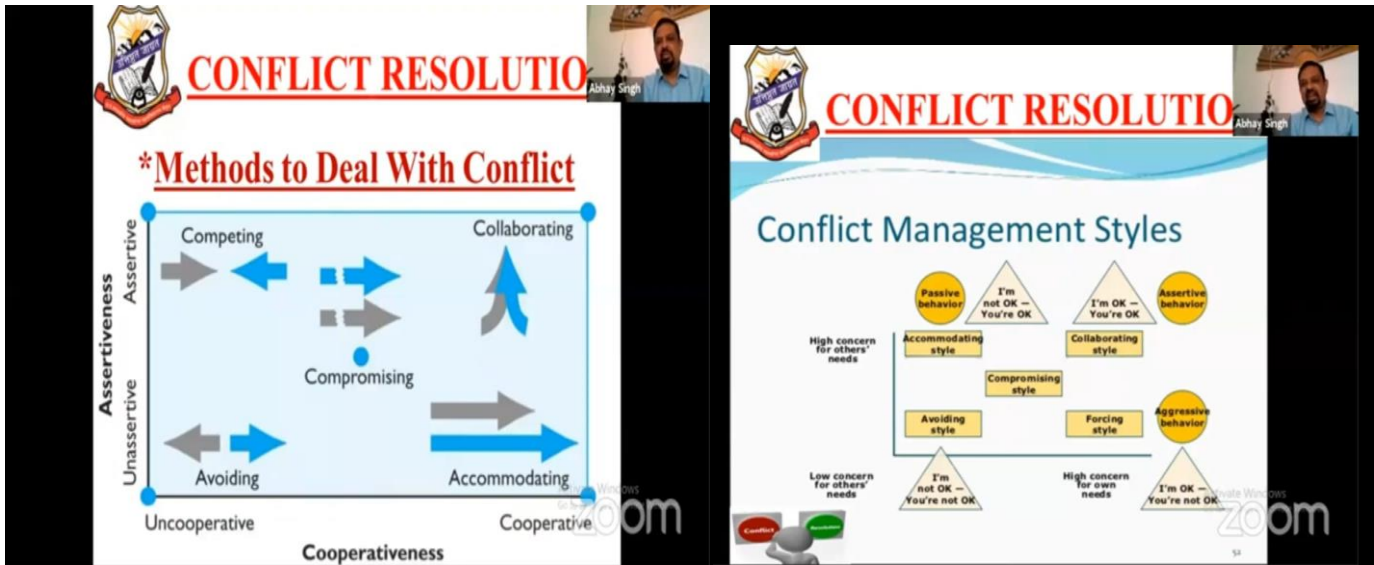 CONFLICT RESOLUTIO
Abhay Singh
*Methods to Deal With Conflict
Assertiveness
Assertive
Unassertive
Competing
Collaborating
Compromising
Avoiding
Accommodating
Uncooperative
Cooperative
Cooperativeness
zoom
CONFLICT RESOLUTIO
Abhay Singh
Conflict Management Styles
Passive
behavior
I'm
not OK —
You're OK
I'm OK —
You're OK
Assertive
behavior
High concern
for others'
needs
Accommodating
style
Collaborating
style
Compromising
style
Avoiding
style
Forcing
style
Aggressive
behavior
Low concern
for others'
needs
I'm
not OK —
You're not OK
High concern
for own
needs
I'm OK —
You're not OK
Conflict
Resolution
zoom
52